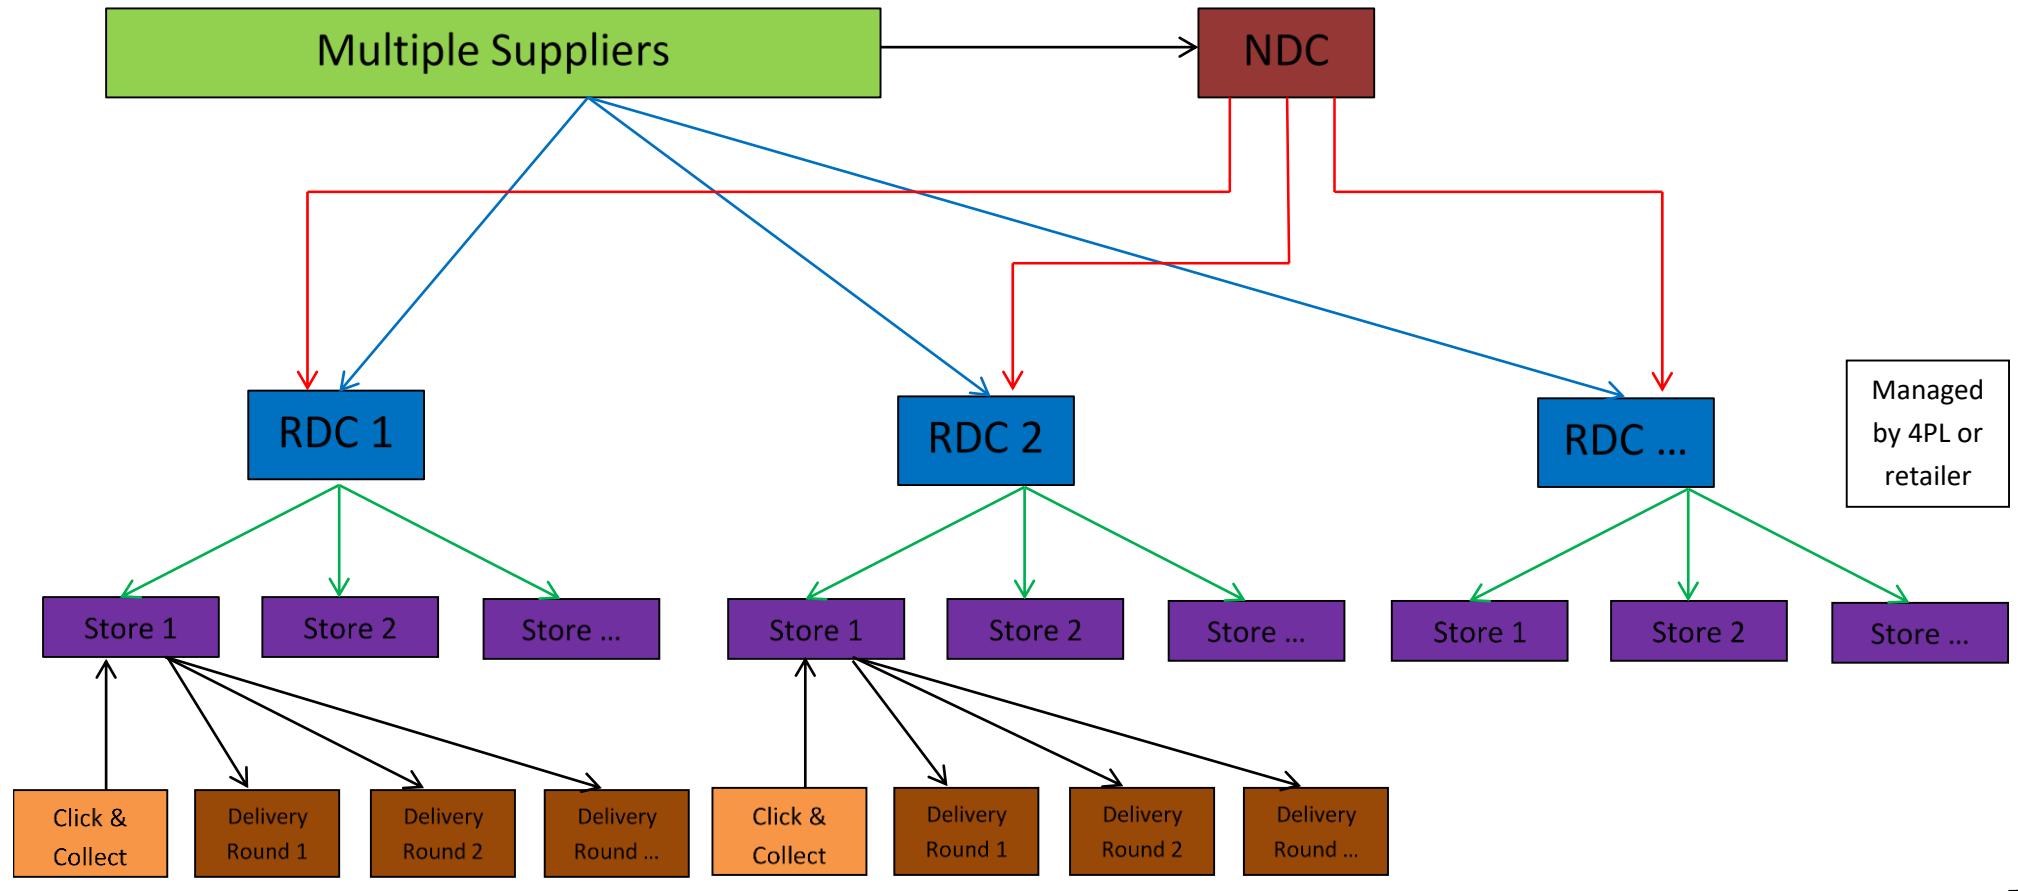 Multiple Suppliers
NDC
RDC 1
RDC 2
RDC ...
Managed
by 4PL or
retailer
Store 1
Store 2
Store ...
Store 1
Store 2
Store ...
Store 1
Store 2
Store ...
Click &
Collect
Delivery
Round 1
Delivery
Round 2
Delivery
Round ...
Click &
Collect
Delivery
Round 1
Delivery
Round 2
Delivery
Round ...